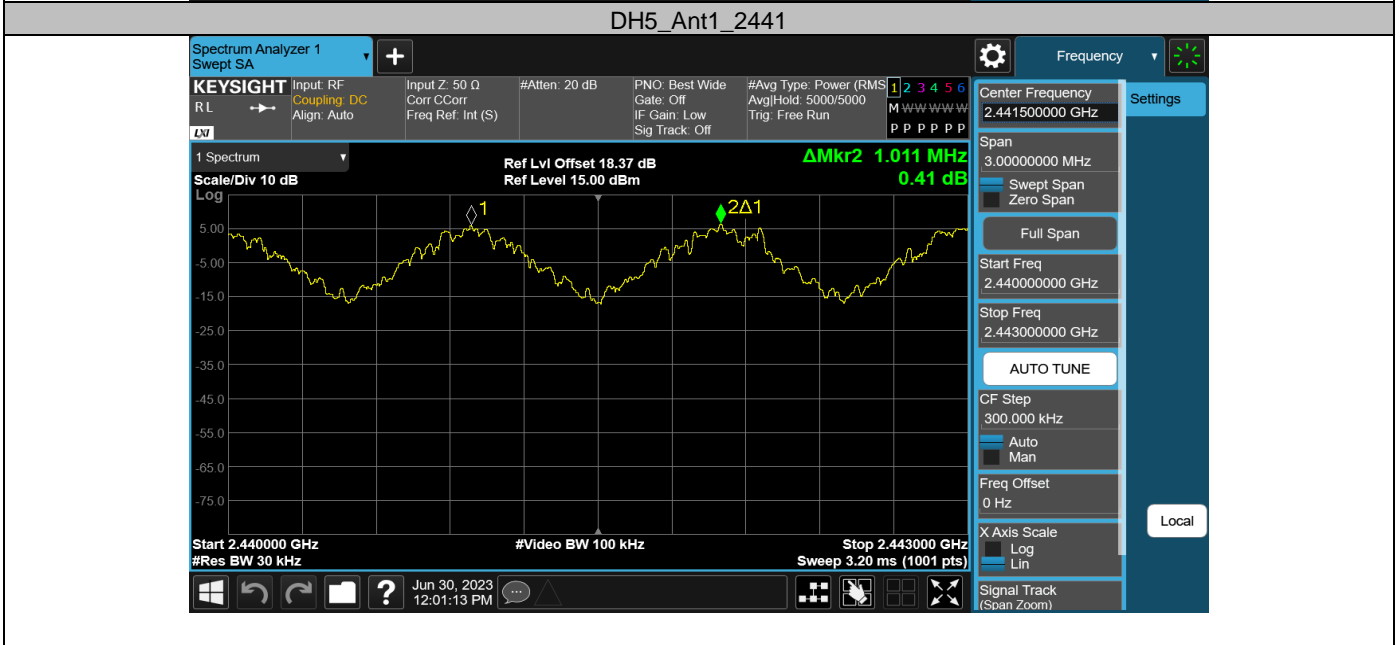 DH5_Ant1_2441
Spectrum Analyzer 1
Swept SA
+
Frequency
KEYSIGHT
RL
LXI
Input: RF
Coupling: DC
Align: Auto
Input Z: 50 Ω
Corr CCorr
Freq Ref: Int (S)
#Atten: 20 dB
PNO: Best Wide
Gate: Off
IF Gain: Low
Sig Track: Off
#Avg Type: Power (RMS
Avg|Hold: 5000/5000
Trig: Free Run
1 2 3 4 5 6
M W W W W W
P P P P P P
1 Spectrum
Scale/Div 10 dB
Ref Lvl Offset 18.37 dB
Ref Level 15.00 dBm
ΔMkr2 1.011 MHz
0.41 dB
Log
1
2Δ1
5.00
-5.00
-15.0
-25.0
-35.0
-45.0
-55.0
-65.0
-75.0
Start 2.440000 GHz
#Res BW 30 kHz
#Video BW 100 kHz
Stop 2.443000 GHz
Sweep 3.20 ms (1001 pts)
Center Frequency
2.441500000 GHz
Span
3.00000000 MHz
Swept Span
Zero Span
Full Span
Start Freq
2.440000000 GHz
Stop Freq
2.443000000 GHz
AUTO TUNE
CF Step
300.000 kHz
Auto
Man
Freq Offset
0 Hz
X Axis Scale
Log
Lin
Signal Track
(Span Zoom)
Settings
Local
?
Jun 30, 2023
12:01:13 PM